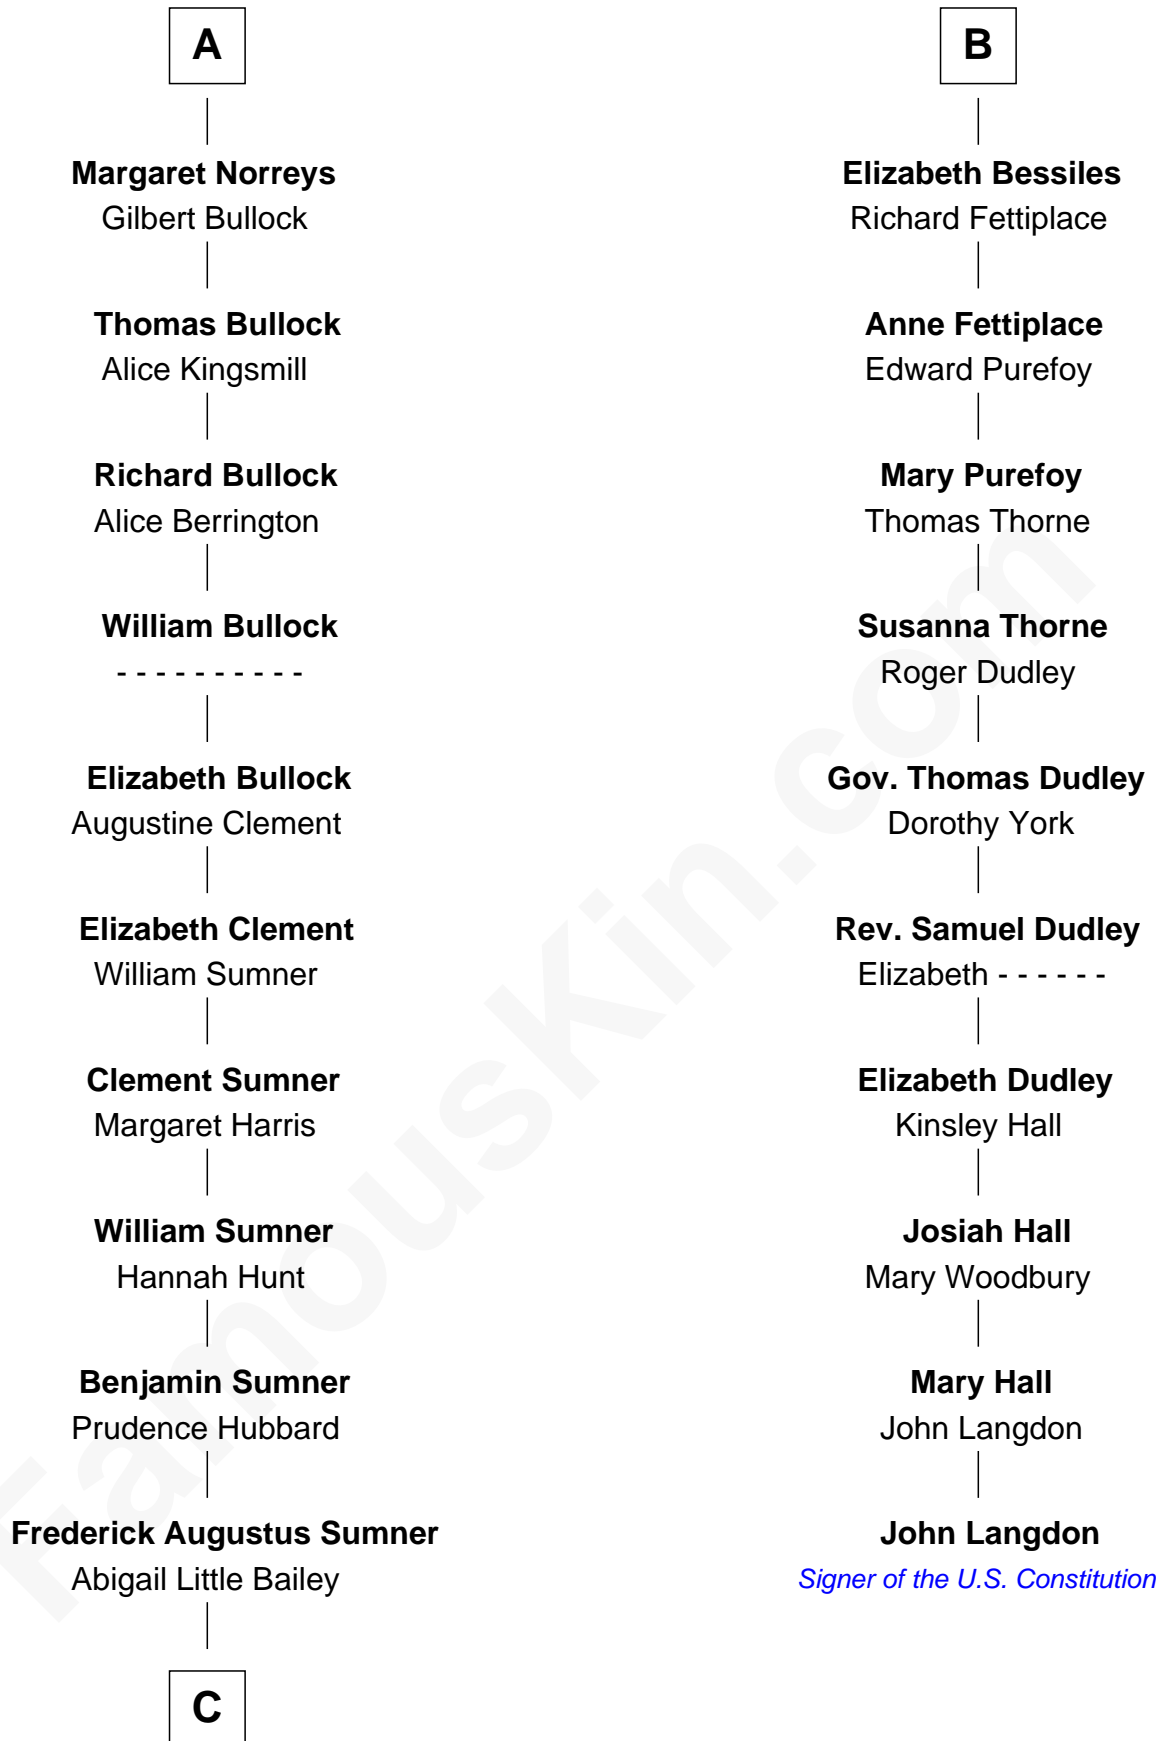 A
Margaret Norreys
Gilbert Bullock
Thomas Bullock
Alice Kingsmill
Richard Bullock
Alice Berrington
William Bullock
- - - - - - - - - -
Elizabeth Bullock
Augustine Clement
Elizabeth Clement
William Sumner
Clement Sumner
Margaret Harris
William Sumner
Hannah Hunt
Benjamin Sumner
Prudence Hubbard
Frederick Augustus Sumner
Abigail Little Bailey
C
B
Elizabeth Bessiles
Richard Fettiplace
Anne Fettiplace
Edward Purefoy
Mary Purefoy
Thomas Thorne
Susanna Thorne
Roger Dudley
Gov. Thomas Dudley
Dorothy York
Rev. Samuel Dudley
Elizabeth - - - - - -
Elizabeth Dudley
Kinsley Hall
Josiah Hall
Mary Woodbury
Mary Hall
John Langdon
John Langdon
Signer of the U.S. Constitution
FamousKin.com